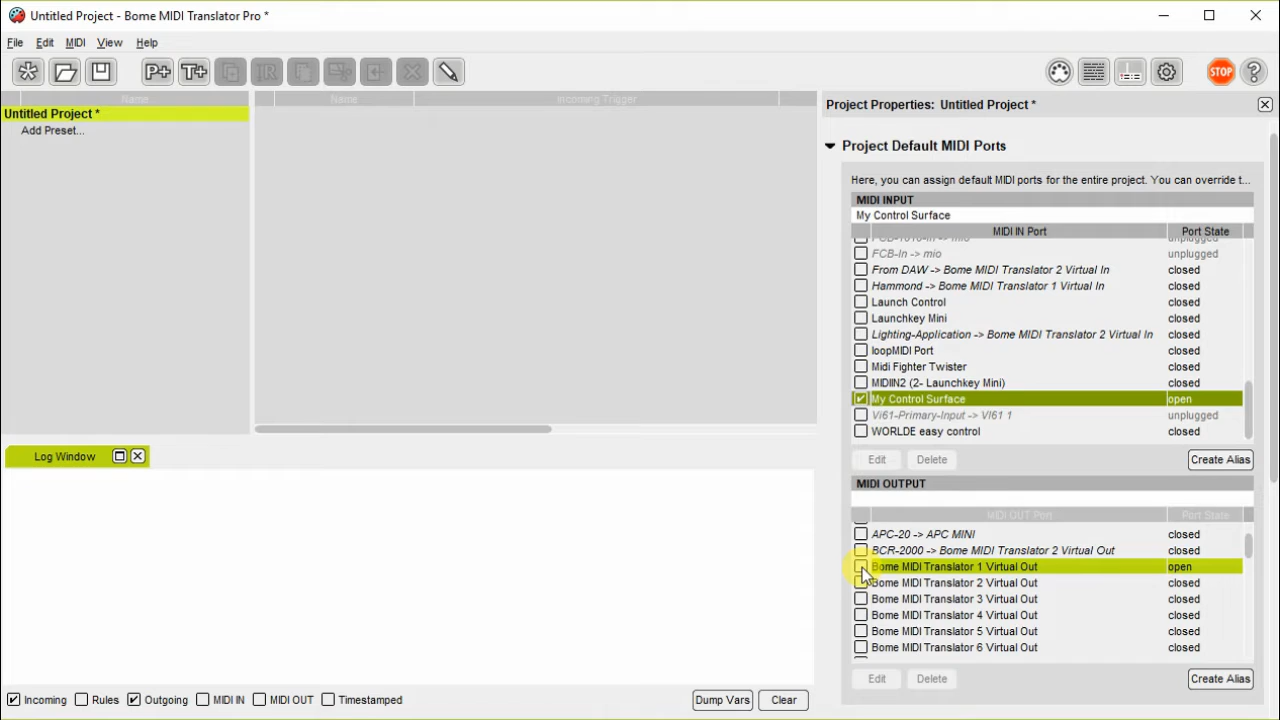 Untitled Project - Bome MIDI Translator Pro *
File Edit MIDI View Help
P+ T+ IR STOP ?
Name Name Incoming Trigger
Untitled Project *
Add Preset...
Project Properties: Untitled Project *
Project Default MIDI Ports
Here, you can assign default MIDI ports for the entire project. You can override t...
MIDI INPUT
My Control Surface
MIDI IN Port Port State
FCB-1010-In -> mio unplugged
FCB-In -> mio unplugged
From DAW -> Bome MIDI Translator 2 Virtual In closed
Hammond -> Bome MIDI Translator 1 Virtual In closed
Launch Control closed
Launchkey Mini closed
Lighting-Application -> Bome MIDI Translator 2 Virtual In closed
loopMIDI Port closed
Midi Fighter Twister closed
MIDIIN2 (2- Launchkey Mini) closed
My Control Surface open
Vi61-Primary-Input -> VI61 1 unplugged
WORLDE easy control closed
Edit Delete Create Alias
MIDI OUTPUT
MIDI OUT Port Port State
APC-20 -> APC MINI closed
BCR-2000 -> Bome MIDI Translator 2 Virtual Out closed
Bome MIDI Translator 1 Virtual Out open
Bome MIDI Translator 2 Virtual Out closed
Bome MIDI Translator 3 Virtual Out closed
Bome MIDI Translator 4 Virtual Out closed
Bome MIDI Translator 5 Virtual Out closed
Bome MIDI Translator 6 Virtual Out closed
Edit Delete Create Alias
Log Window
Incoming Rules Outgoing MIDI IN MIDI OUT Timestamped Dump Vars Clear